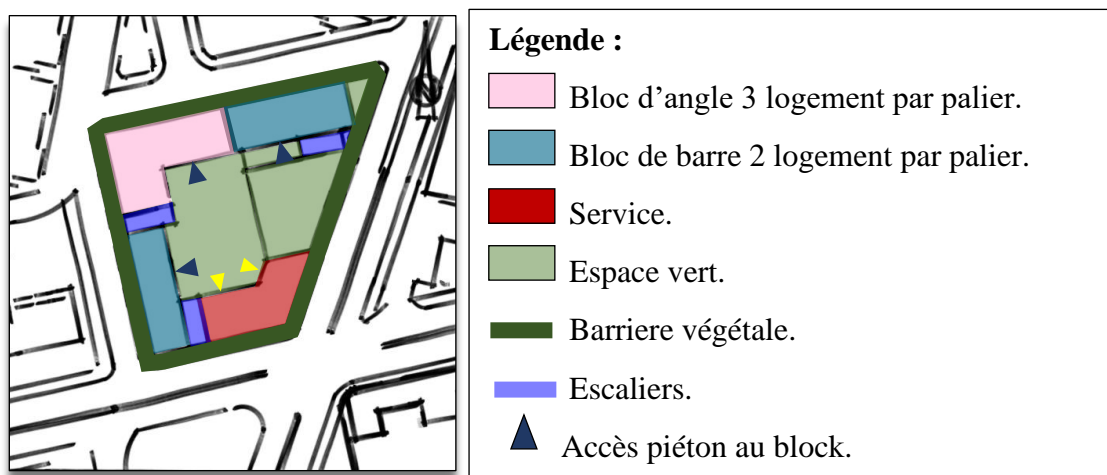 Légende :
Bloc d'angle 3 logement par palier.
Bloc de barre 2 logement par palier.
Service.
Espace vert.
Barriere végétale.
Escaliers.
Accès piéton au block.